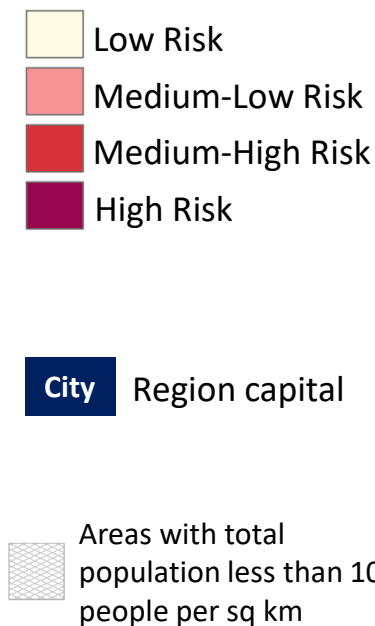 Low Risk
Medium-Low Risk
Medium-High Risk
High Risk
City Region capital
Areas with total
population less than 10
people per sq km